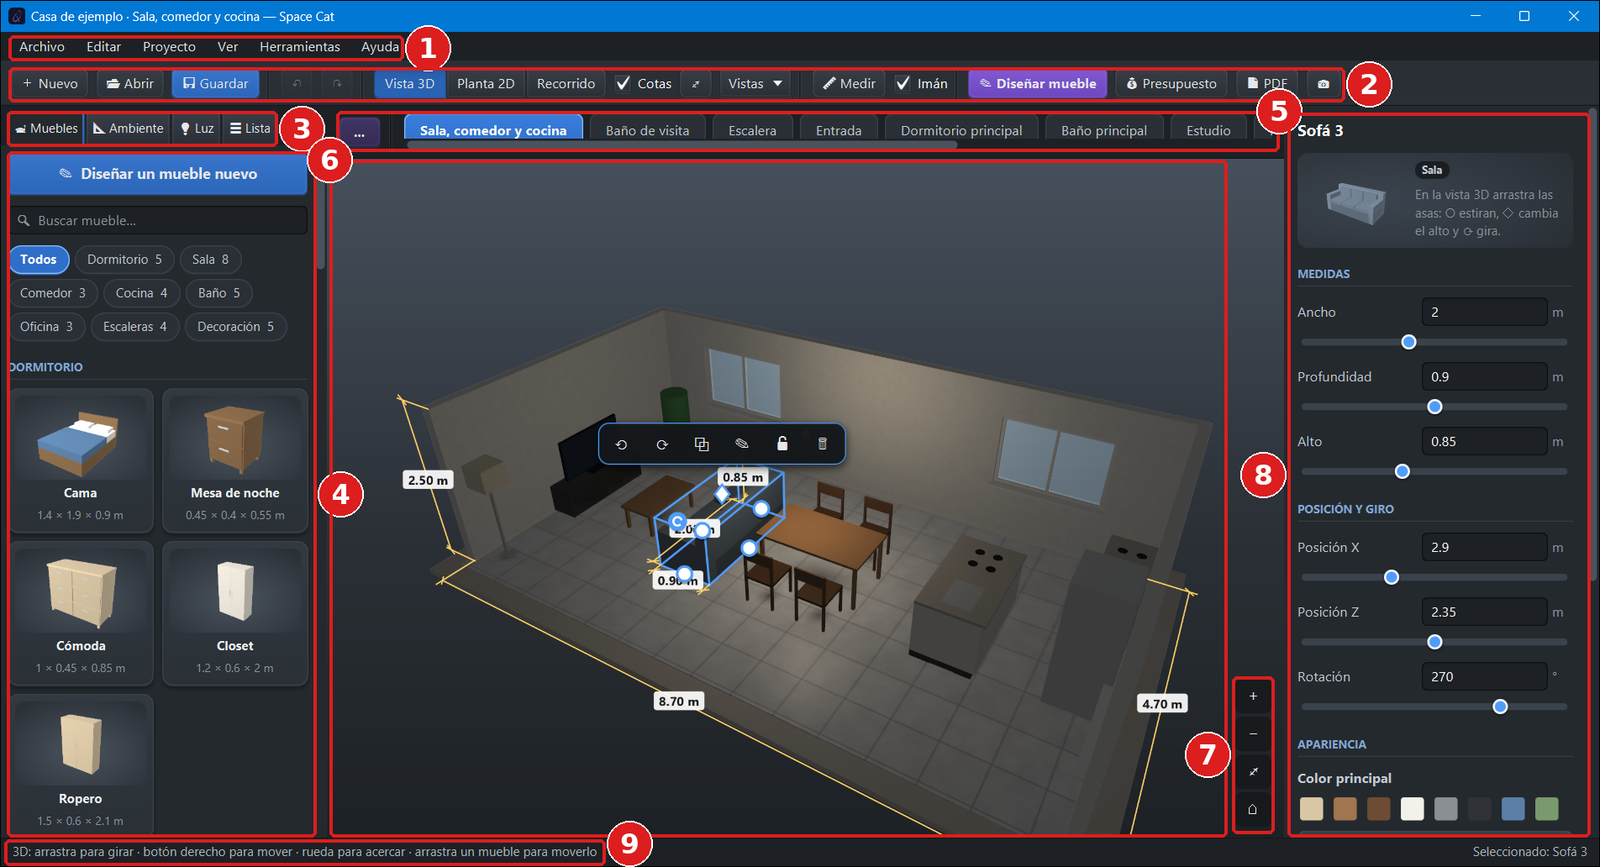 Casa de ejemplo · Sala, comedor y cocina — Space Cat
Archivo Editar Proyecto Ver Herramientas Ayuda
1
+ Nuevo Abrir Guardar Vista 3D Planta 2D Recorrido Cotas Vistas Medir Imán Diseñar mueble Presupuesto PDF
2
Muebles Ambiente Luz Lista
3
... Sala, comedor y cocina Baño de visita Escalera Entrada Dormitorio principal Baño principal Estudio
5
6
Diseñar un mueble nuevo
Buscar mueble...
Todos Dormitorio 5 Sala 8
Comedor 3 Cocina 4 Baño 5
Oficina 3 Escaleras 4 Decoración 5
DORMITORIO
Cama
1.4 × 1.9 × 0.9 m
Mesa de noche
0.45 × 0.4 × 0.55 m
Cómoda
1 × 0.45 × 0.85 m
Closet
1.2 × 0.6 × 2 m
Ropero
1.5 × 0.6 × 2.1 m
4
2.50 m
0.85 m
0.90 m
8.70 m
4.70 m
+
−
7
8
Sofá 3
Sala
En la vista 3D arrastra las
asas: ○ estiran, ◇ cambia
el alto y ⟳ gira.
MEDIDAS
Ancho 2 m
Profundidad 0.9 m
Alto 0.85 m
POSICIÓN Y GIRO
Posición X 2.9 m
Posición Z 2.35 m
Rotación 270 °
APARIENCIA
Color principal
3D: arrastra para girar · botón derecho para mover · rueda para acercar · arrastra un mueble para moverlo
9
Seleccionado: Sofá 3